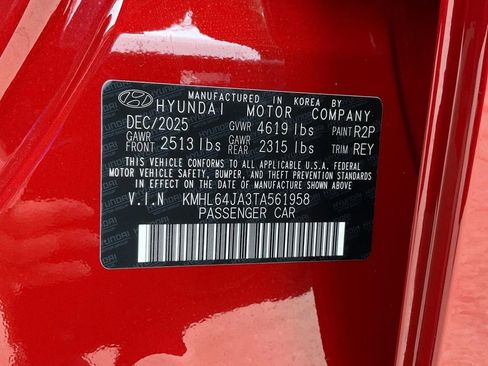 MANUFACTURED IN KOREA BY
HYUNDAI MOTOR COMPANY
DEC/2025 GVWR 4619 lbs PAINT R2P
GAWR FRONT 2513 lbs GAWR REAR 2315 lbs TRIM REY
THIS VEHICLE CONFORMS TO ALL APPLICABLE U.S.A. FEDERAL
MOTOR VEHICLE SAFETY, BUMPER, AND THEFT PREVENTION
STANDARDS IN EFFECT ON THE DATE OF MANUFACTURE SHOWN ABOVE.
V.I.N KMHL64JA3TA561958
PASSENGER CAR